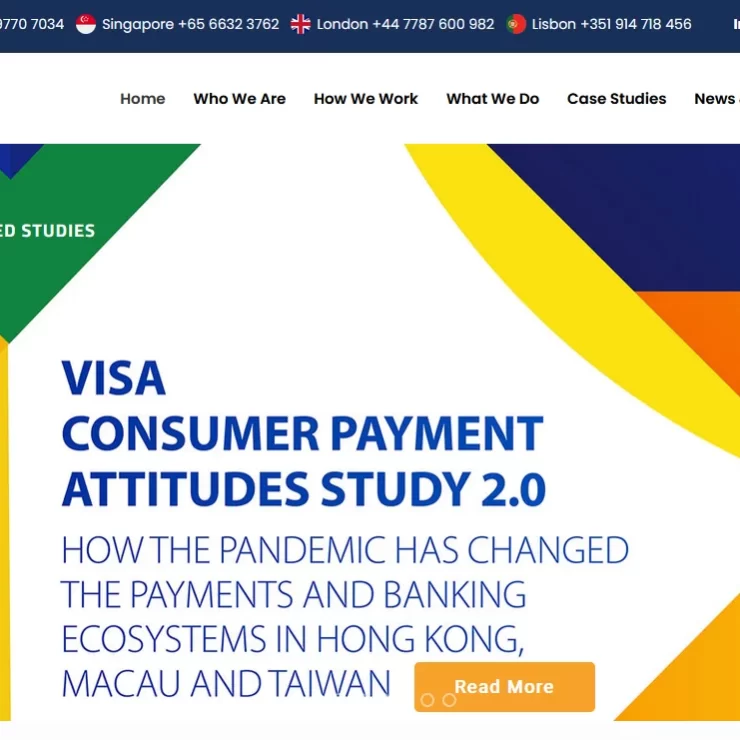 9770 7034 Singapore +65 6632 3762 London +44 7787 600 982 Lisbon +351 914 718 456
Home Who We Are How We Work What We Do Case Studies News
ED STUDIES
VISA
CONSUMER PAYMENT
ATTITUDES STUDY 2.0
HOW THE PANDEMIC HAS CHANGED
THE PAYMENTS AND BANKING
ECOSYSTEMS IN HONG KONG,
MACAU AND TAIWAN
Read More